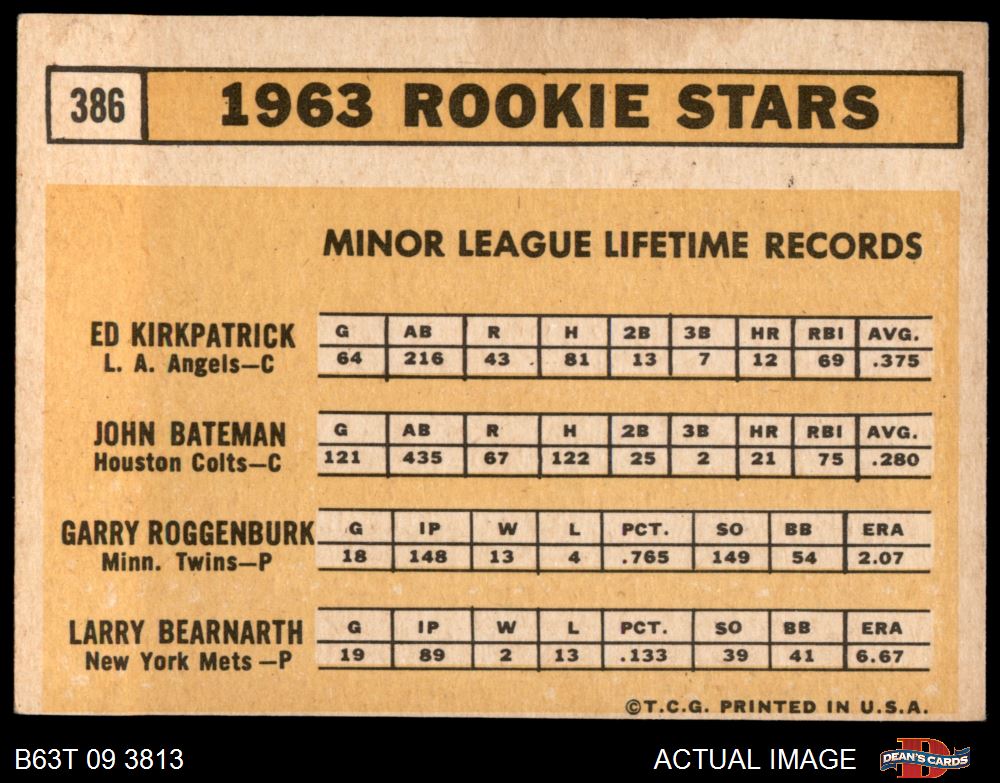 386 1963 ROOKIE STARS
MINOR LEAGUE LIFETIME RECORDS
ED KIRKPATRICK
L. A. Angels—C
G AB R H 2B 3B HR RBI AVG.
64 216 43 81 13 7 12 69 .375
JOHN BATEMAN
Houston Colts—C
G AB R H 2B 3B HR RBI AVG.
121 435 67 122 25 2 21 75 .280
GARRY ROGGENBURK
Minn. Twins—P
G IP W L PCT. SO BB ERA
18 148 13 4 .765 149 54 2.07
LARRY BEARNARTH
New York Mets —P
G IP W L PCT. SO BB ERA
19 89 2 13 .133 39 41 6.67
©T.C.G. PRINTED IN U.S.A.
B63T 09 3813 ACTUAL IMAGE DEAN'S CARDS